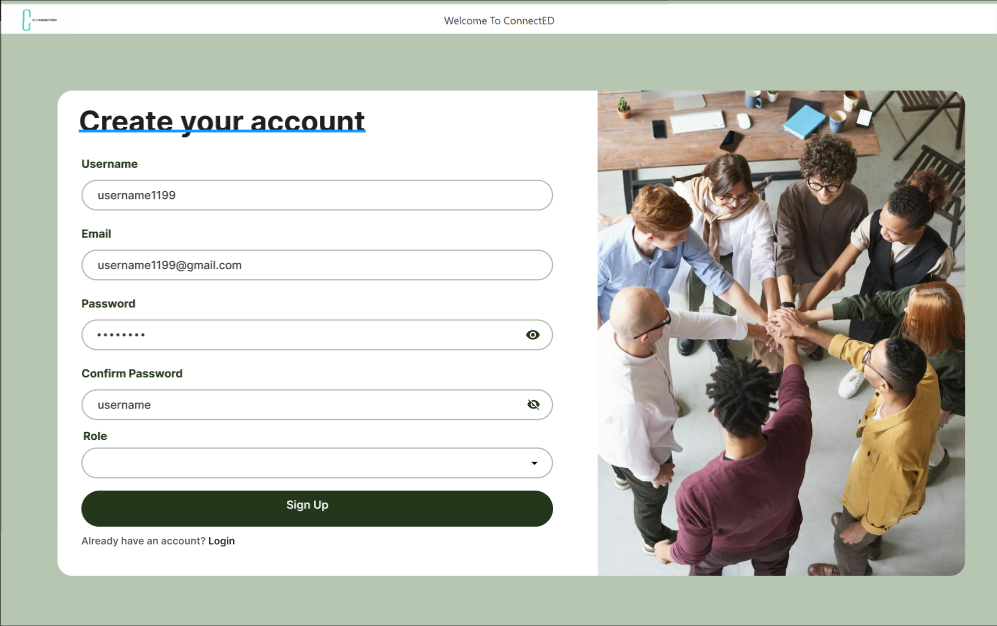 Welcome To ConnectED
Create your account
Username
username1199
Email
username1199@gmail.com
Password
••••••••
Confirm Password
username
Role
Sign Up
Already have an account? Login